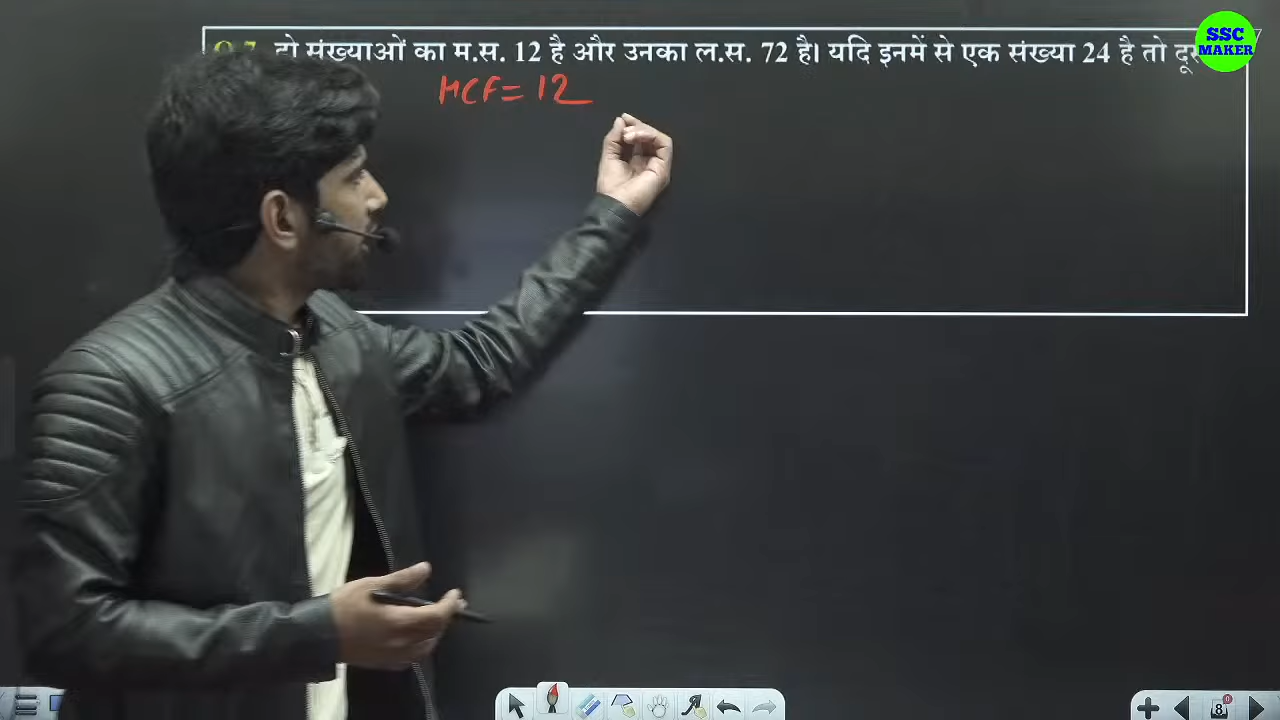 दो संख्याओं का म.स. 12 है और उनका ल.स. 72 है। यदि इनमें से एक संख्या 24 है तो
SSC
MAKER
HCF = 12